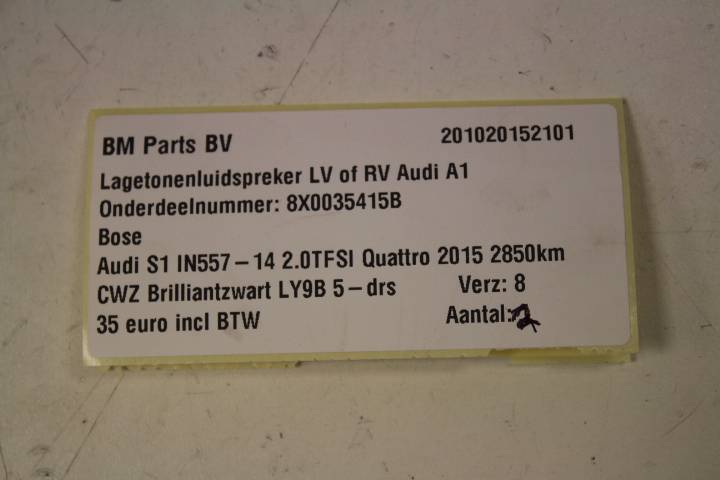 BM Parts BV 201020152101
Lagetonenluidspreker LV of RV Audi A1
Onderdeelnummer: 8X0035415B
Bose
Audi S1 IN557-14 2.0TFSI Quattro 2015 2850km
CWZ Brilliantzwart LY9B 5-drs Verz: 8
35 euro incl BTW Aantal: 2